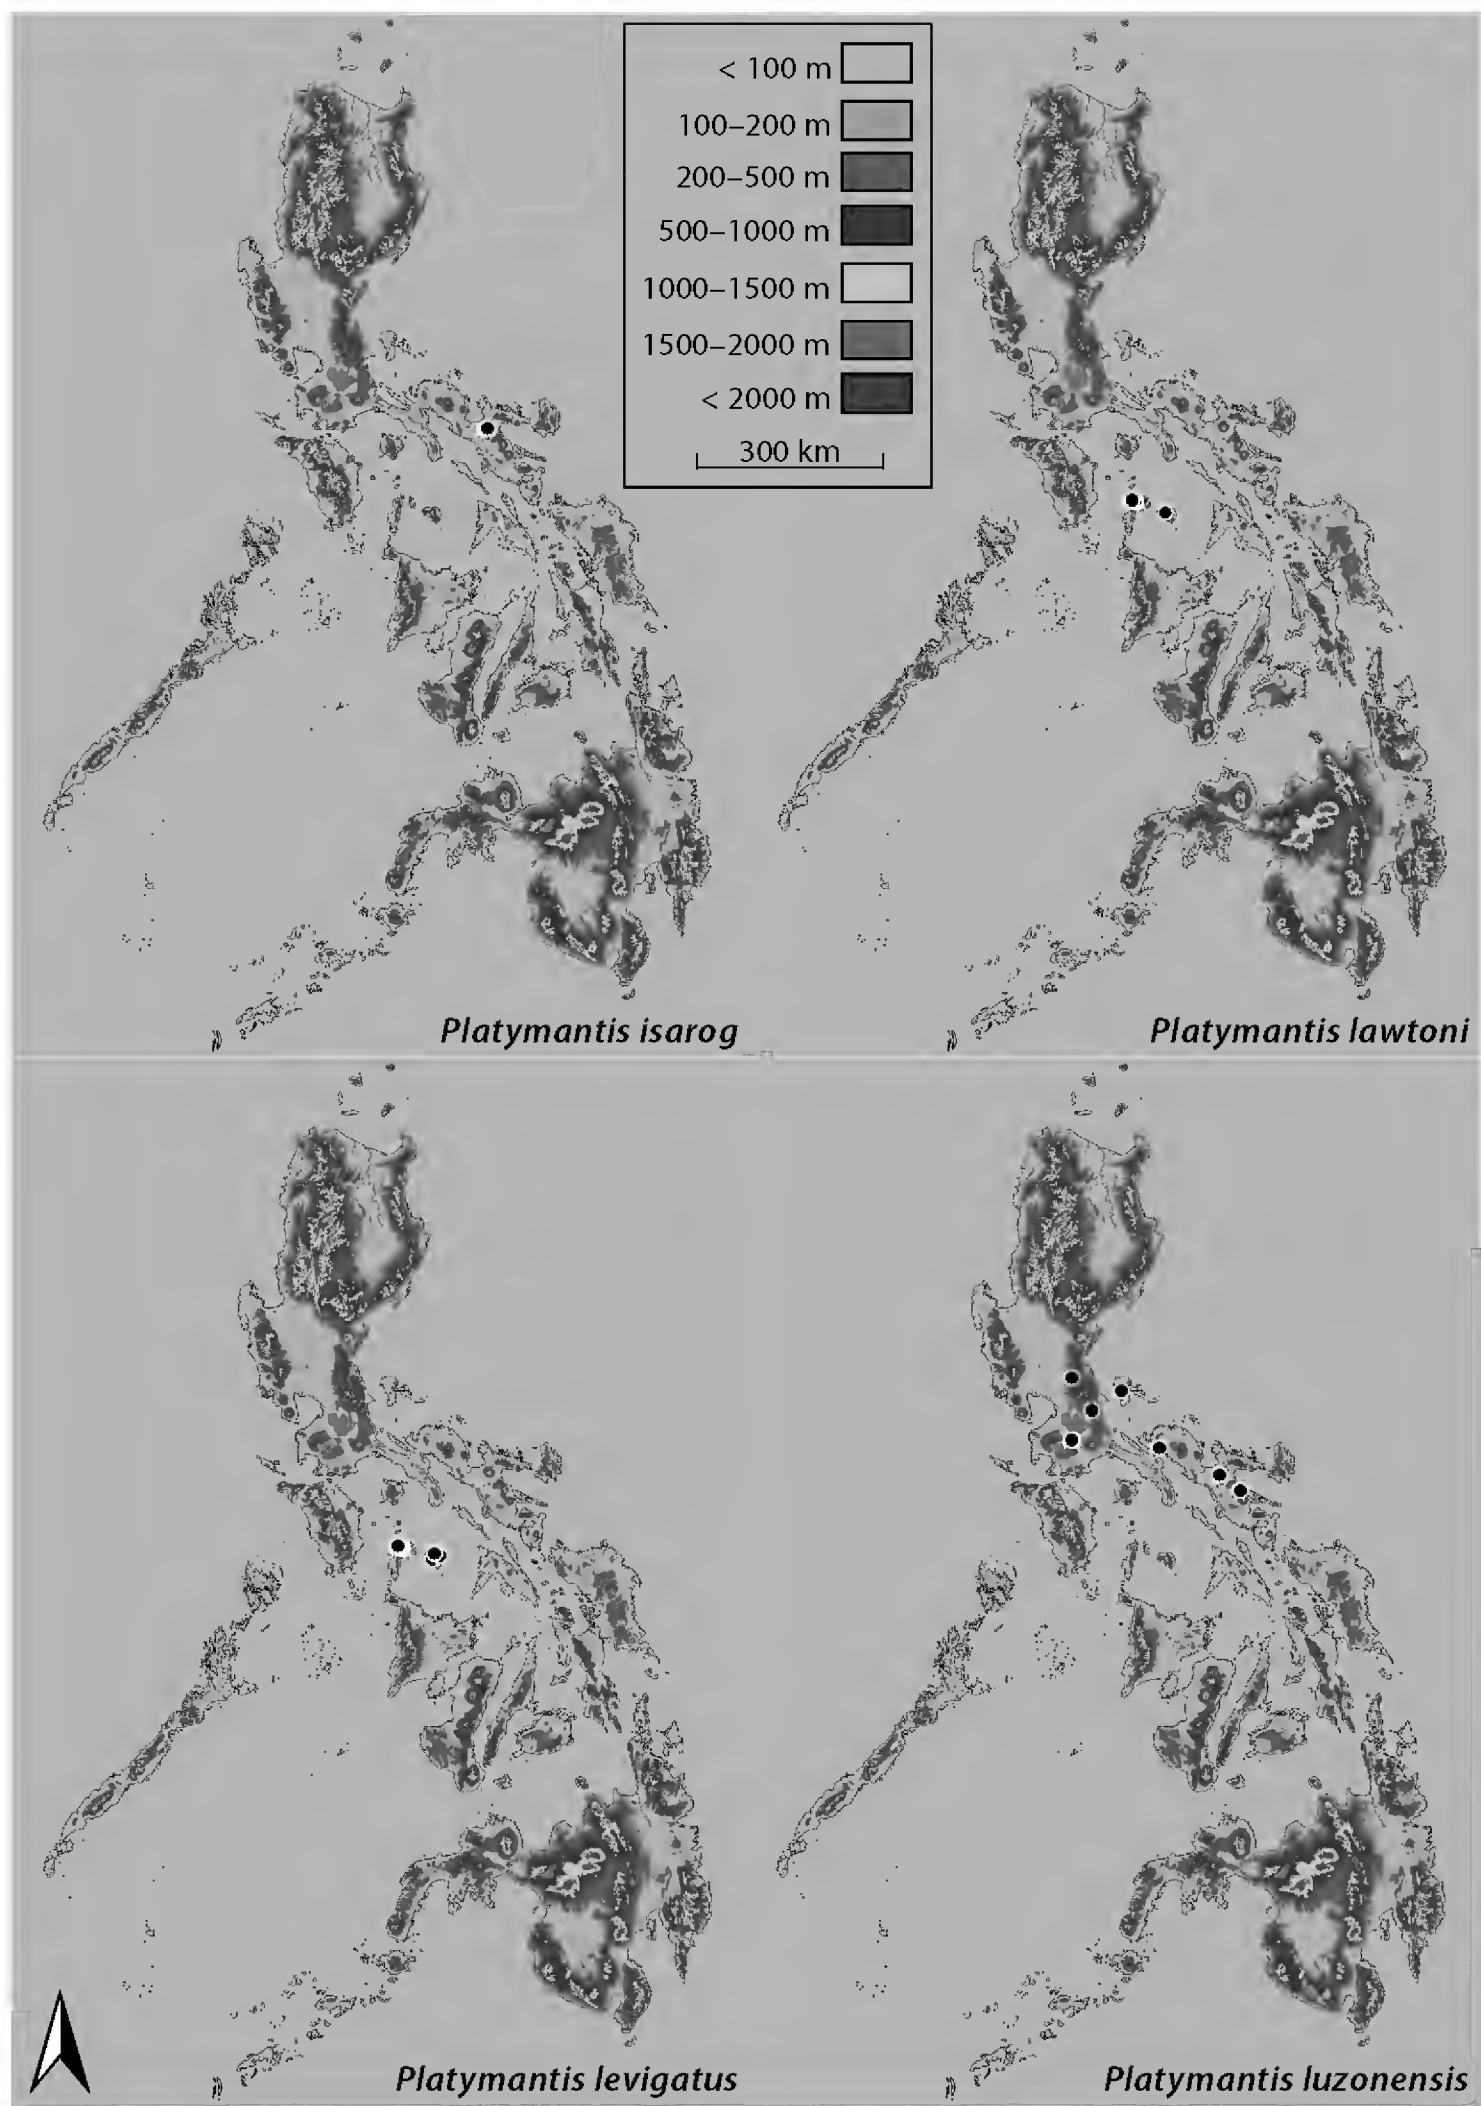 < 100 m
100–200 m
200–500 m
500–1000 m
1000–1500 m
1500–2000 m
< 2000 m
300 km
Platymantis isarog
Platymantis lawtoni
Platymantis levigatus
Platymantis luzonensis